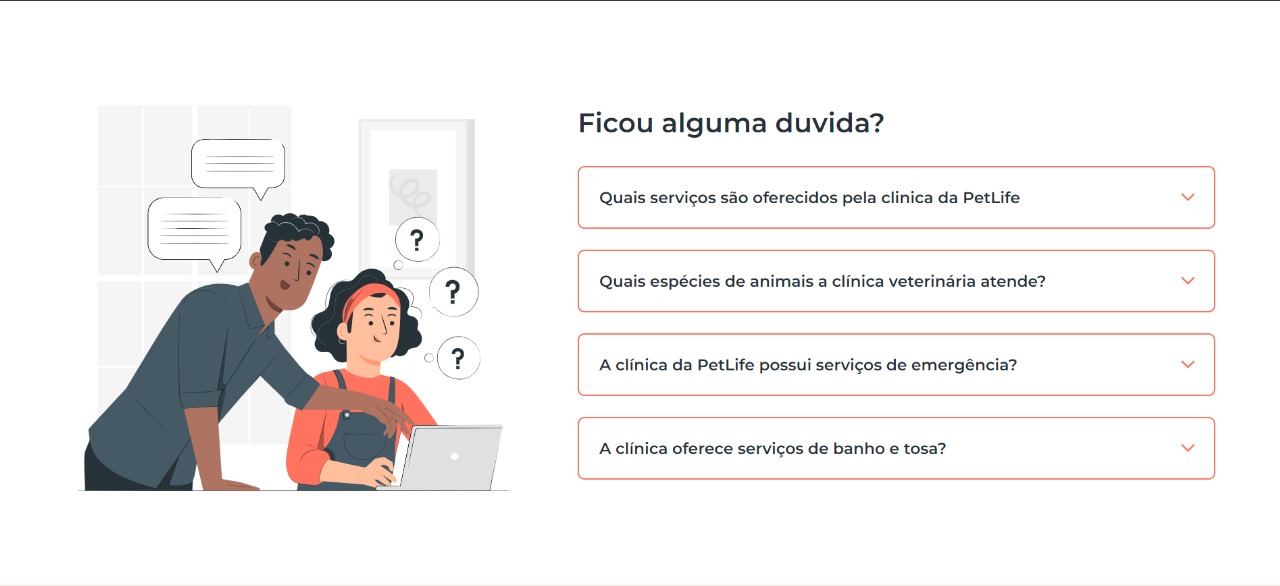 Ficou alguma duvida?
Quais serviços são oferecidos pela clinica da PetLife
Quais espécies de animais a clínica veterinária atende?
A clínica da PetLife possui serviços de emergência?
A clínica oferece serviços de banho e tosa?
?
?
?